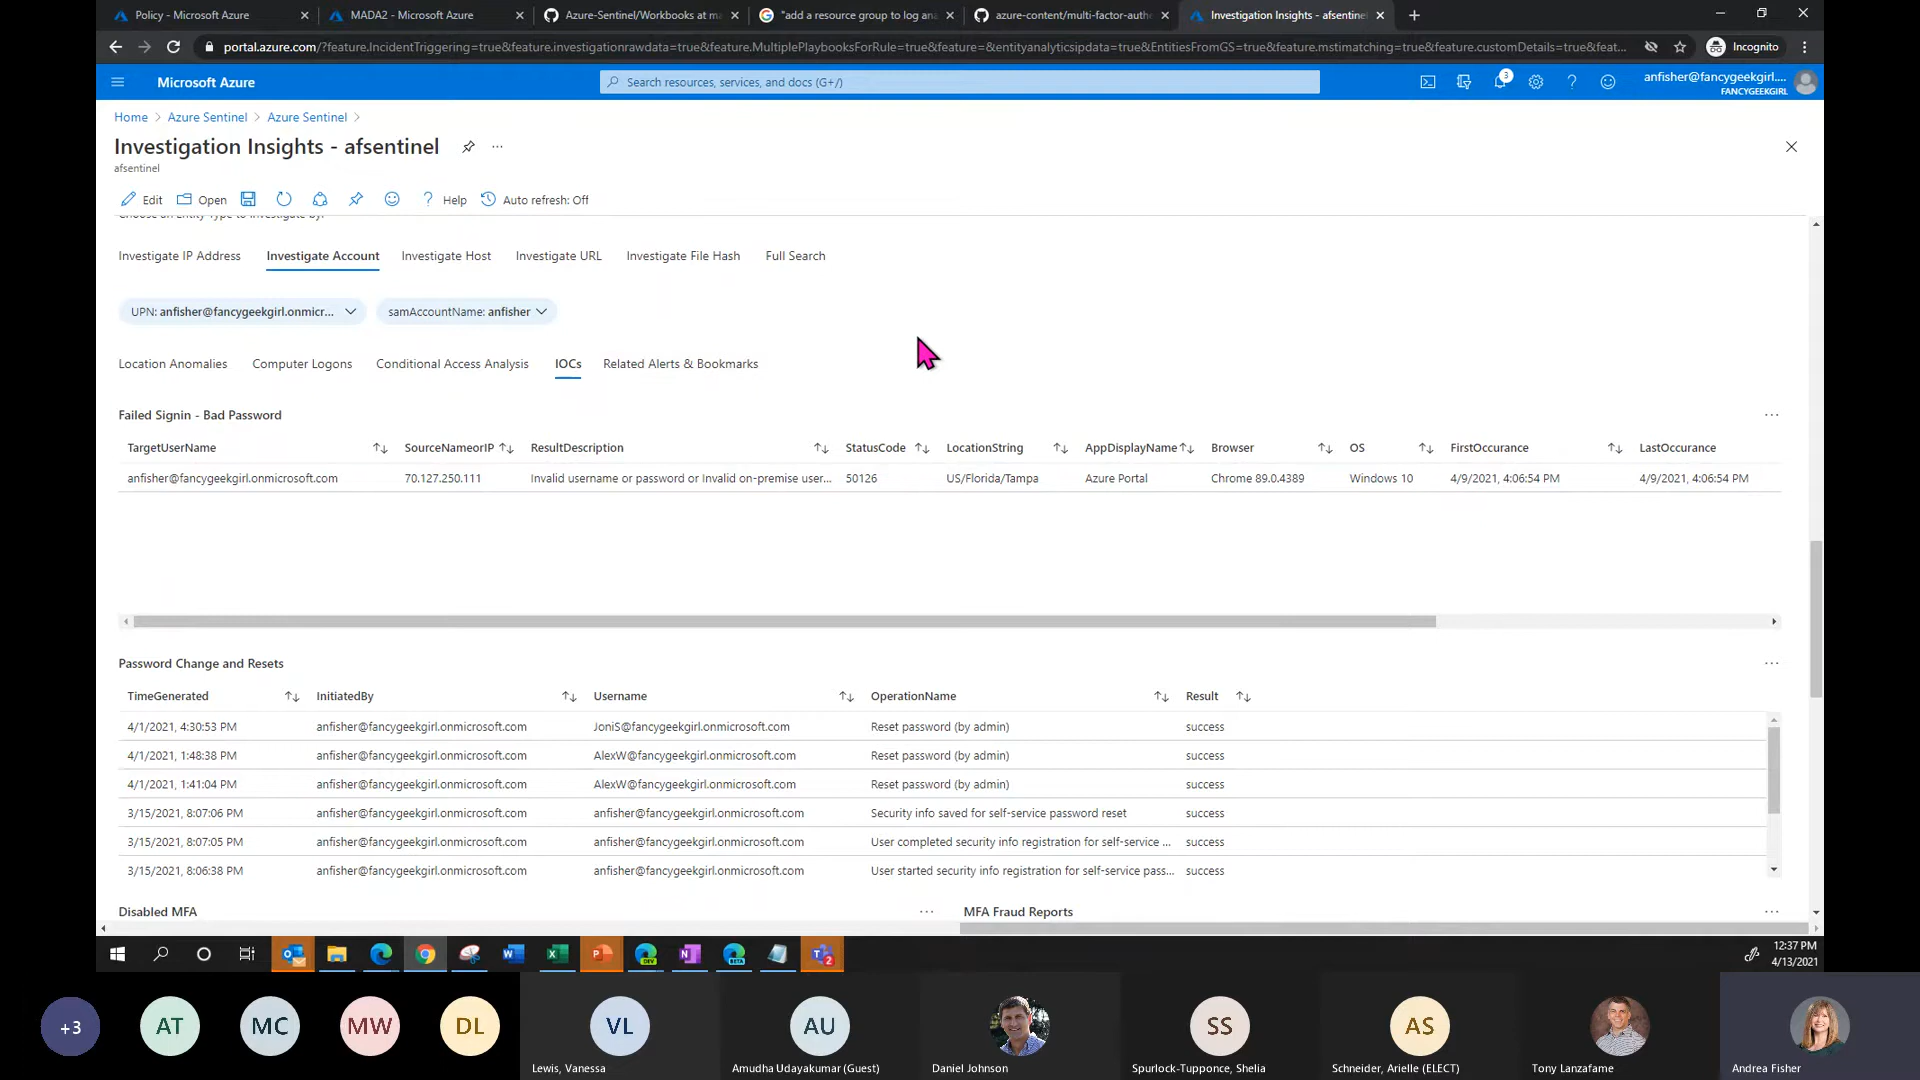 Policy - Microsoft Azure
MADA2 - Microsoft Azure
Azure-Sentinel/Workbooks at ma
"add a resource group to log ana
azure-content/multi-factor-auth
Investigation Insights - afsentinel
portal.azure.com/?feature.IncidentTriggering=true&feature.investigationrawdata=true&feature.MultiplePlaybooksForRule=true&feature=&entityanalyticsipdata=true&EntitiesFromGS=true&feature.mstimatching=true&feature.customDetails=true&feat...
Incognito
Microsoft Azure
Search resources, services, and docs (G+/)
3
anfisher@fancygeekgirl....
FANCYGEEKGIRL
Home > Azure Sentinel > Azure Sentinel >
Investigation Insights - afsentinel
afsentinel
Edit Open ? Help Auto refresh: Off
Choose an Entity Type to investigate by:
Investigate IP Address Investigate Account Investigate Host Investigate URL Investigate File Hash Full Search
UPN: anfisher@fancygeekgirl.onmicr... samAccountName: anfisher
Location Anomalies Computer Logons Conditional Access Analysis IOCs Related Alerts & Bookmarks
Failed Signin - Bad Password
TargetUserName SourceNameorIP ResultDescription StatusCode LocationString AppDisplayName Browser OS FirstOccurance LastOccurance
anfisher@fancygeekgirl.onmicrosoft.com 70.127.250.111 Invalid username or password or Invalid on-premise user... 50126 US/Florida/Tampa Azure Portal Chrome 89.0.4389 Windows 10 4/9/2021, 4:06:54 PM 4/9/2021, 4:06:54 PM
Password Change and Resets
TimeGenerated InitiatedBy Username OperationName Result
4/1/2021, 4:30:53 PM anfisher@fancygeekgirl.onmicrosoft.com JoniS@fancygeekgirl.onmicrosoft.com Reset password (by admin) success
4/1/2021, 1:48:38 PM anfisher@fancygeekgirl.onmicrosoft.com AlexW@fancygeekgirl.onmicrosoft.com Reset password (by admin) success
4/1/2021, 1:41:04 PM anfisher@fancygeekgirl.onmicrosoft.com AlexW@fancygeekgirl.onmicrosoft.com Reset password (by admin) success
3/15/2021, 8:07:06 PM anfisher@fancygeekgirl.onmicrosoft.com anfisher@fancygeekgirl.onmicrosoft.com Security info saved for self-service password reset success
3/15/2021, 8:07:05 PM anfisher@fancygeekgirl.onmicrosoft.com anfisher@fancygeekgirl.onmicrosoft.com User completed security info registration for self-service ... success
3/15/2021, 8:06:38 PM anfisher@fancygeekgirl.onmicrosoft.com anfisher@fancygeekgirl.onmicrosoft.com User started security info registration for self-service pass... success
Disabled MFA
MFA Fraud Reports
12:37 PM
4/13/2021
+3 AT MC MW DL VL AU SS AS
Lewis, Vanessa
Amudha Udayakumar (Guest)
Daniel Johnson
Spurlock-Tupponce, Shelia
Schneider, Arielle (ELECT)
Tony Lanzafame
Andrea Fisher